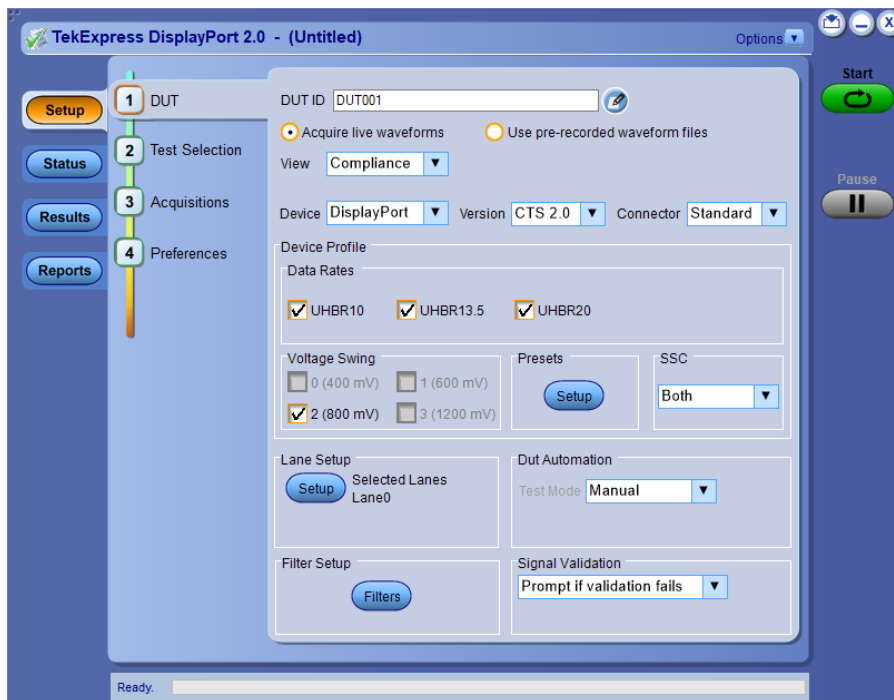 TekExpress DisplayPort 2.0 - (Untitled)
Options
Start
Pause
Setup
Status
Results
Reports
1 DUT
2 Test Selection
3 Acquisitions
4 Preferences
DUT ID DUT001
Acquire live waveforms Use pre-recorded waveform files
View Compliance
Device DisplayPort Version CTS 2.0 Connector Standard
Device Profile
Data Rates
UHBR10 UHBR13.5 UHBR20
Voltage Swing Presets SSC
0 (400 mV) 1 (600 mV)
Setup Both
2 (800 mV) 3 (1200 mV)
Lane Setup Dut Automation
Setup Selected Lanes
Lane0
Test Mode Manual
Filter Setup Signal Validation
Filters Prompt if validation fails
Ready.